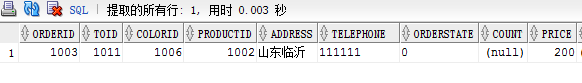 SQL | 提取的所有行: 1, 用时 0.003 秒
ORDERID TOID COLORID PRODUCTID ADDRESS TELEPHONE ORDERSTATE COUNT PRICE
1 1003 1011 1006 1002 山东临沂 111111 0 (null) 200